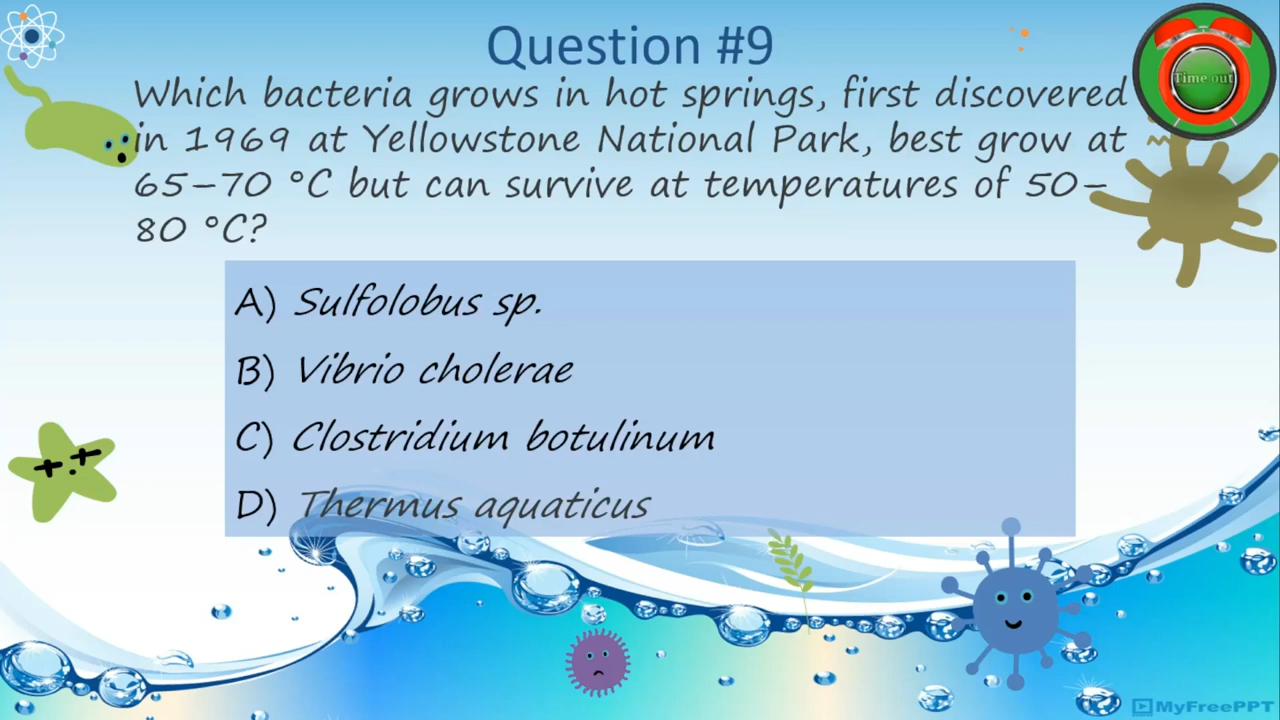 Question #9
Time out
Which bacteria grows in hot springs, first discovered
in 1969 at Yellowstone National Park, best grow at
65–70 °C but can survive at temperatures of 50–
80 °C?
A) Sulfolobus sp.
B) Vibrio cholerae
C) Clostridium botulinum
D) Thermus aquaticus
MyFreePPT